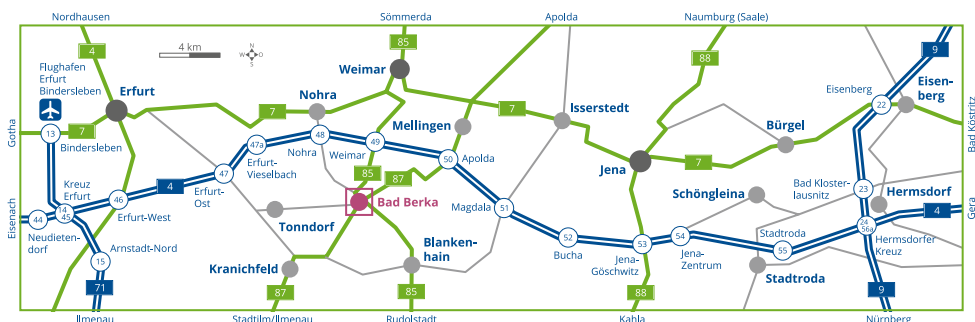 Nordhausen
Sömmerda
Apolda
Naumburg (Saale)
4
4 km
N
W
O
S
85
9
88
Flughafen
Erfurt
Bindersleben
Weimar
Erfurt
Nohra
7
7
Isserstedt
Eisenberg
22
Eisen-
berg
Mellingen
Bürgel
Gotha
13
7
Bindersleben
47a
48
49
50
Nohra
Weimar
Apolda
Erfurt-
Vieselbach
Jena
7
Bad Köstritz
Kreuz
Erfurt
4
47
Erfurt-
Ost
85
87
Bad Berka
Schöngleina
Bad Kloster-
lausnitz
23
Hermsdorf
4
Eisenach
44
14
45
46
Erfurt-West
Neudieten-
dorf
Arnstadt-Nord
Tonndorf
Magdala
51
52
Bucha
53
54
Jena-
Göschwitz
Jena-
Zentrum
Stadtroda
55
24
56a
Hermsdorfer
Kreuz
Gera
15
Kranichfeld
Blanken-
hain
Stadtroda
71
87
85
88
9
Ilmenau
Stadtilm/Ilmenau
Rudolstadt
Kahla
Nürnberg